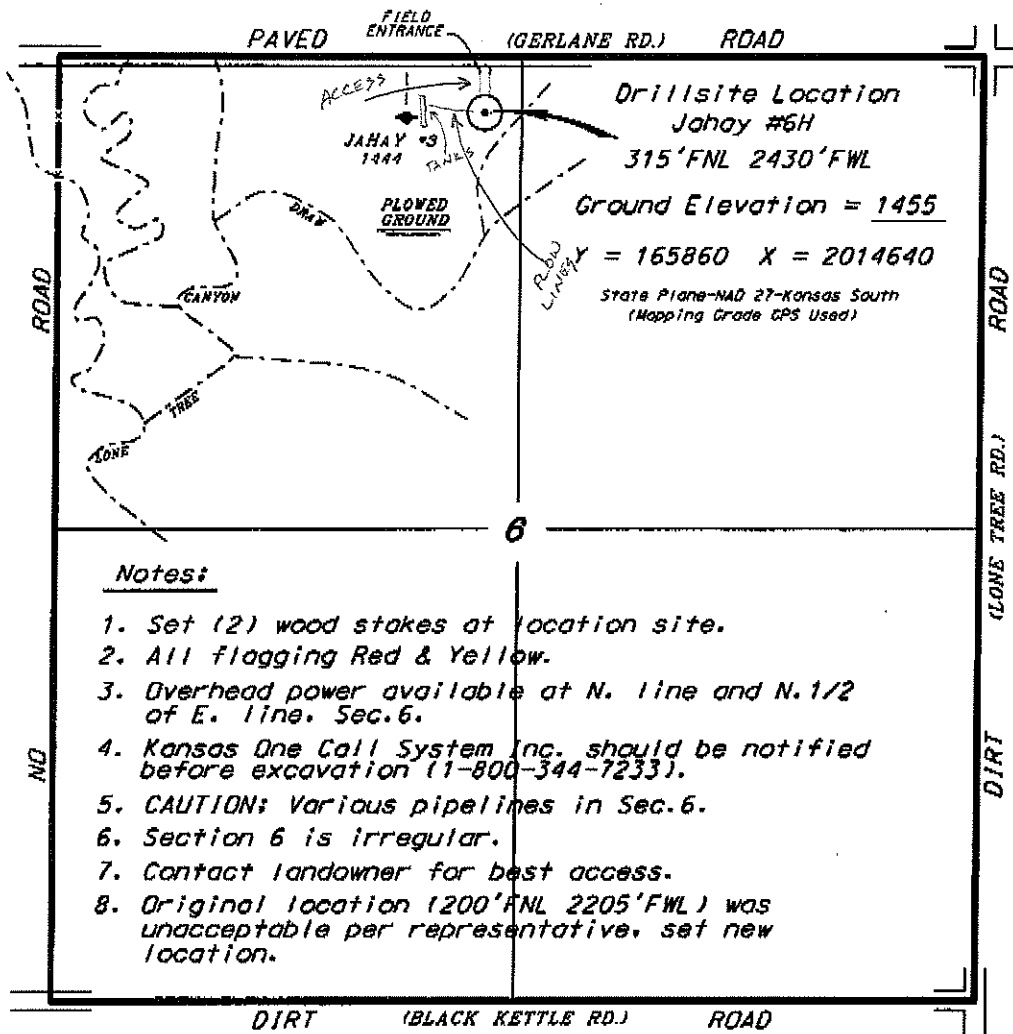 FIELD
ENTRANCE
PAVED (GERLANE RD.) ROAD
ACCESS
Drillsite Location
Jahay #6H
JAHAY •3
1444
TANKS
315'FNL 2430'FWL
PLOWED
GROUND
DRAW
Ground Elevation = 1455
FLOW
LINES
Y = 165860 X = 2014640
State Plane-NAD 27-Kansas South
(Mapping Grade GPS Used)
CANYON
TREE
LONE
NO ROAD
DIRT (LONE TREE RD.) ROAD
6
Notes:
1. Set (2) wood stakes at location site.
2. All flagging Red & Yellow.
3. Overhead power available at N. line and N.1/2
of E. line. Sec.6.
4. Kansas One Call System Inc. should be notified
before excavation (1-800-344-7233).
5. CAUTION: Various pipelines in Sec.6.
6. Section 6 is irregular.
7. Contact landowner for best access.
8. Original location (200'FNL 2205'FWL) was
unacceptable per representative. set new
location.
DIRT (BLACK KETTLE RD.) ROAD